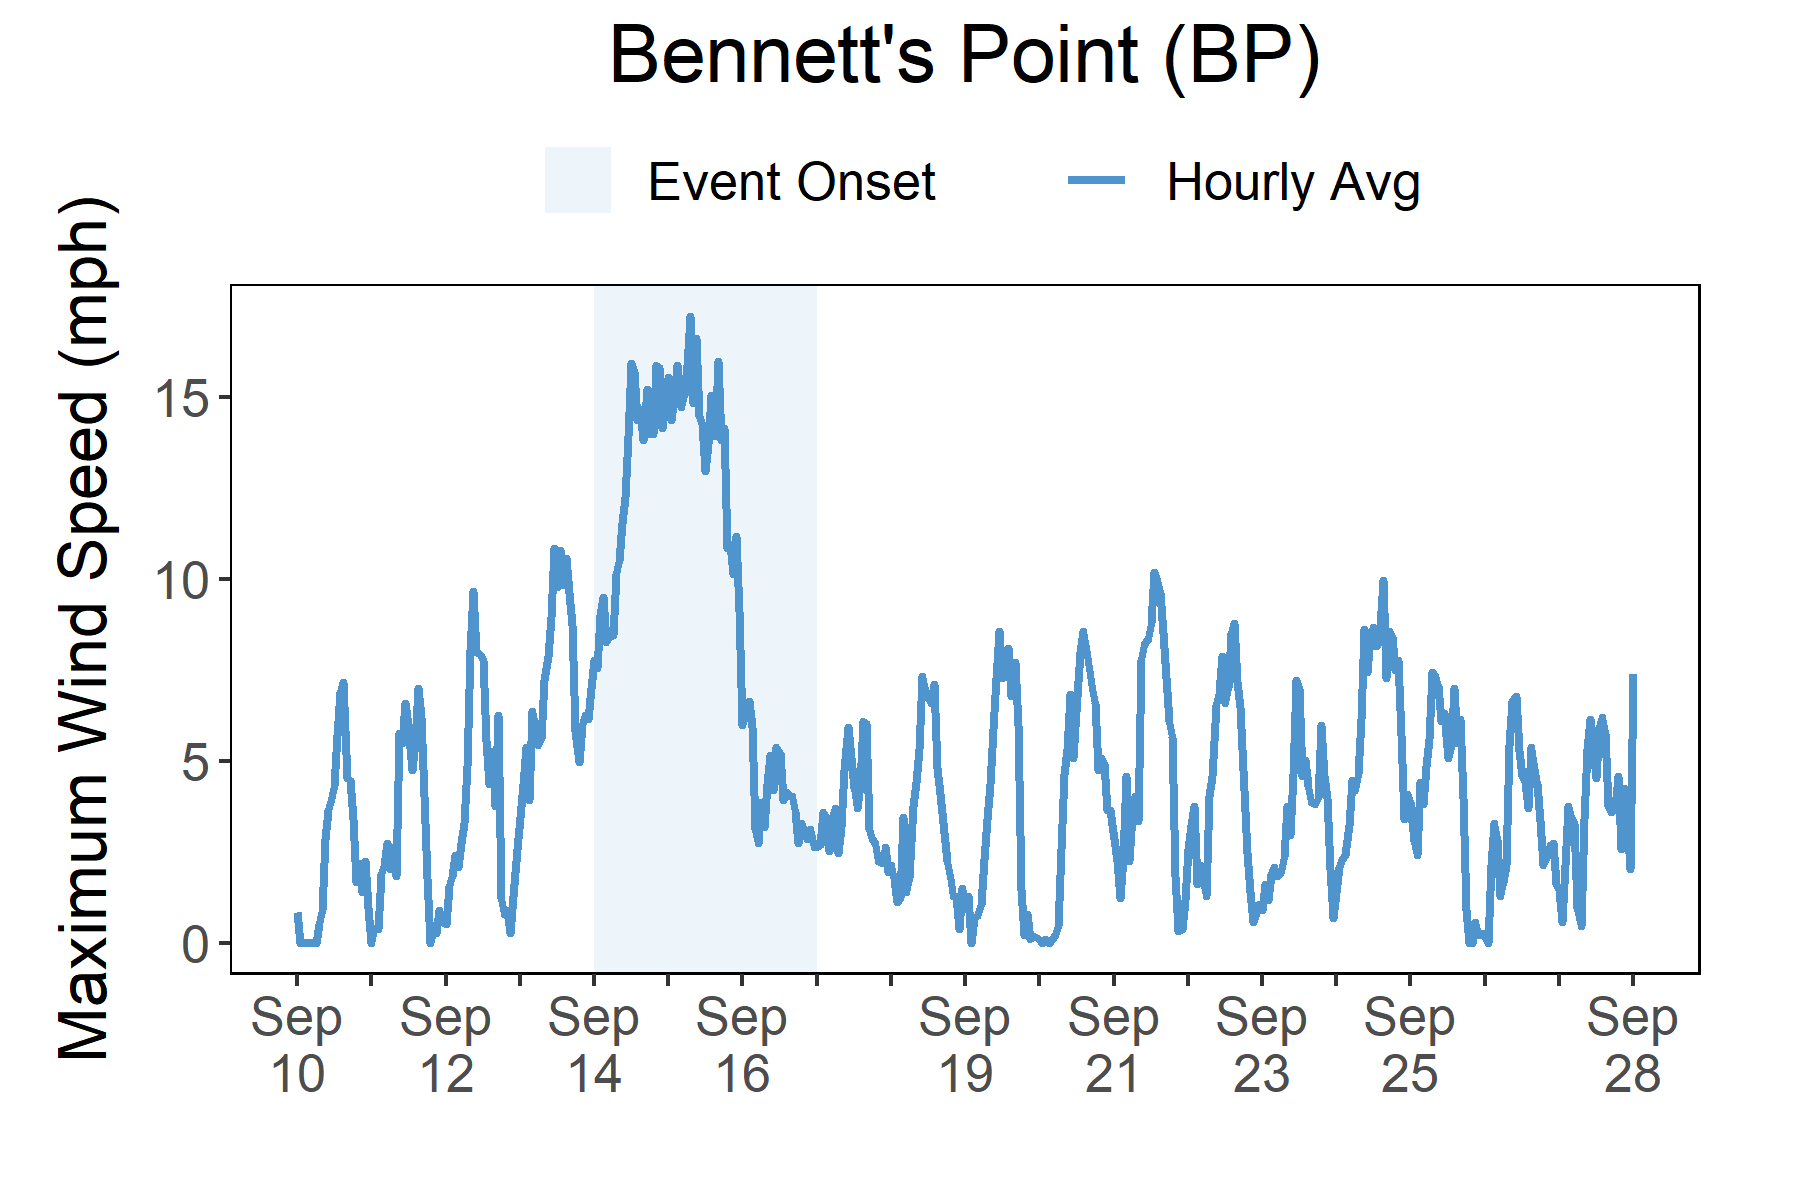 Bennett's Point (BP)
Event Onset
Hourly Avg
Maximum Wind Speed (mph)
15
10
5
0
Sep Sep Sep Sep Sep Sep Sep Sep Sep
10 12 14 16 19 21 23 25 28